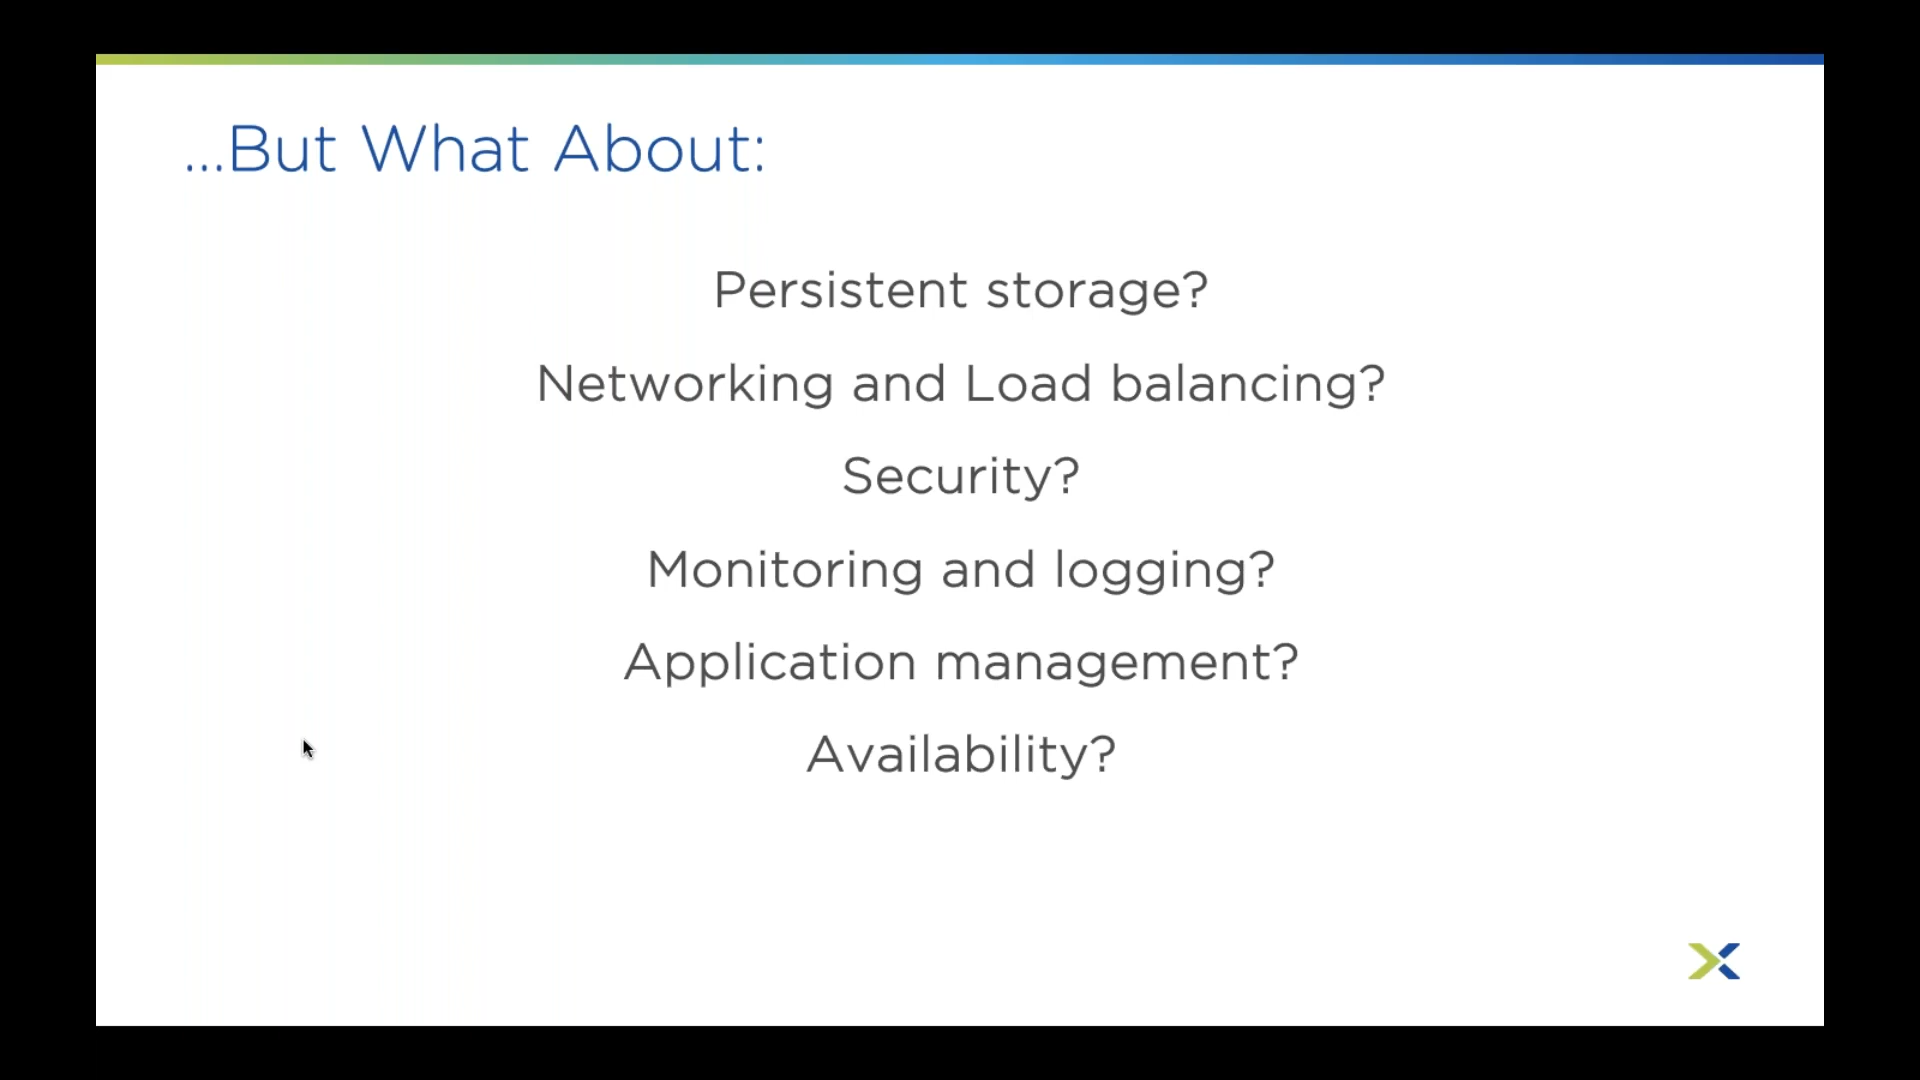 ...But What About:
Persistent storage?
Networking and Load balancing?
Security?
Monitoring and logging?
Application management?
Availability?